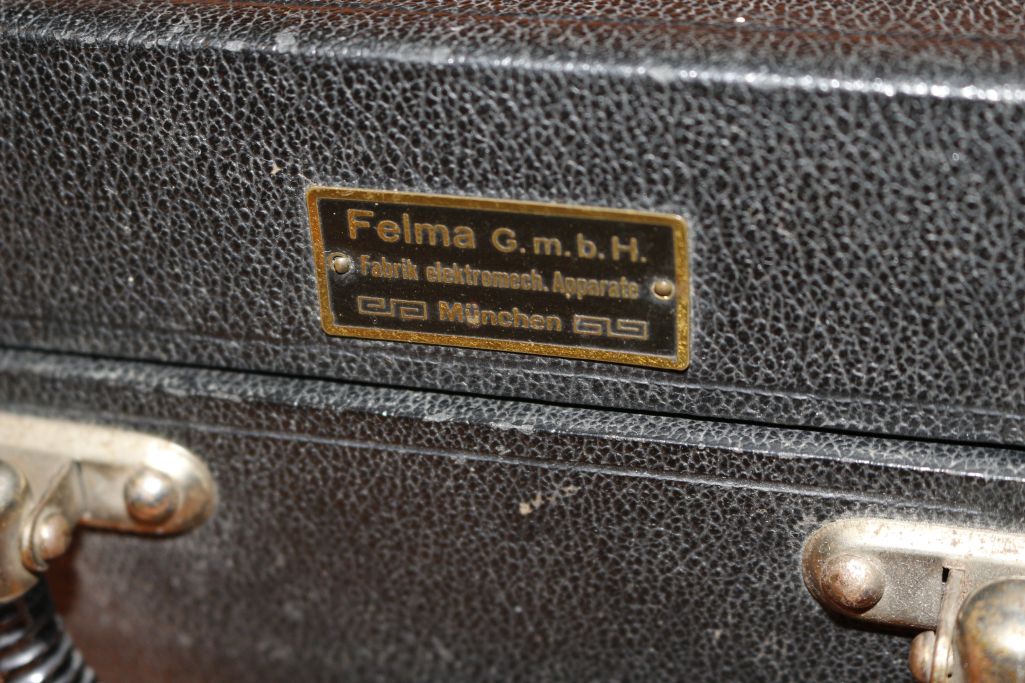 Felma G.m.b.H.
Fabrik elektromech. Apparate
München